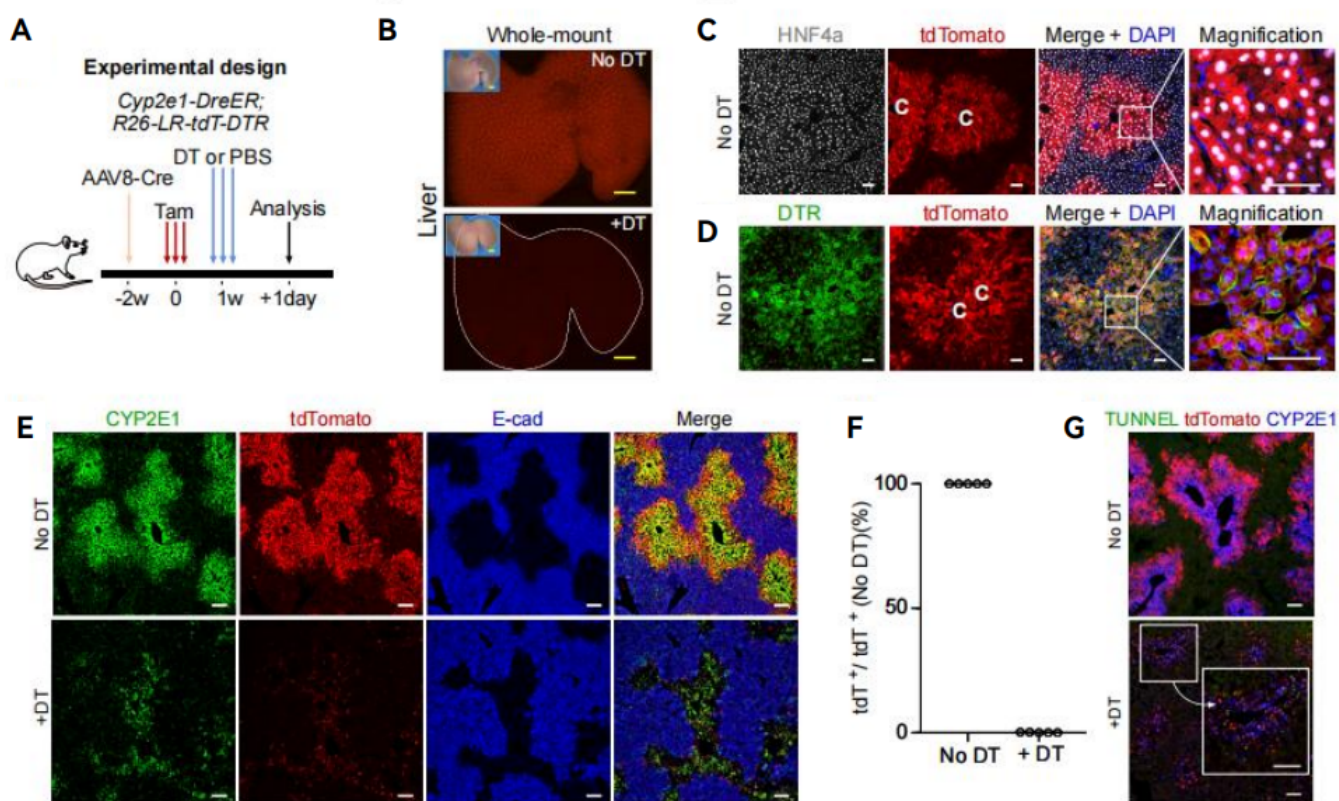 A
Experimental design
Cyp2e1-DreER;
R26-LR-tdT-DTR
DT or PBS
AAV8-Cre
Tam
Analysis
-2w
0
1w
+1day
B
Whole-mount
No DT
+DT
Liver
C
HNF4a
tdTomato
Merge + DAPI
Magnification
No DT
C
C
D
DTR
tdTomato
Merge + DAPI
Magnification
No DT
C
C
E
CYP2E1
tdTomato
E-cad
Merge
No DT
+DT
F
tdT⁺/ tdT ⁺ (No DT)(%)
100
50
0
No DT
+ DT
G
TUNNEL tdTomato CYP2E1
No DT
+DT